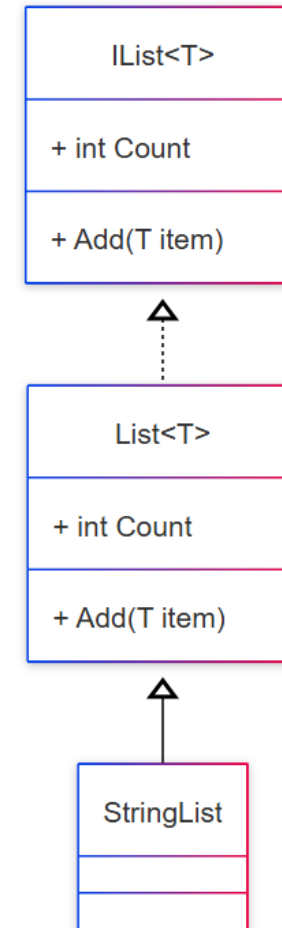 IList<T>
+ int Count
+ Add(T item)
List<T>
+ int Count
+ Add(T item)
StringList